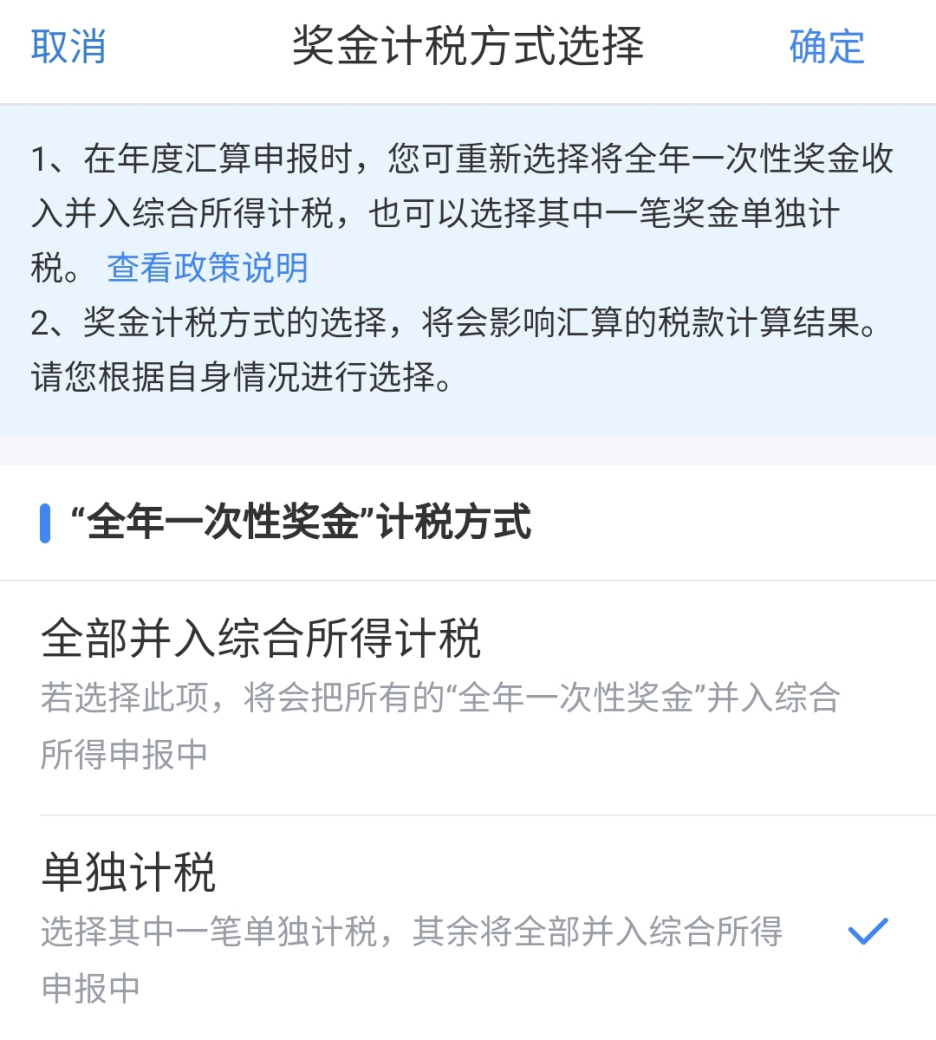 取消 奖金计税方式选择 确定
1、在年度汇算申报时，您可重新选择将全年一次性奖金收
入并入综合所得计税，也可以选择其中一笔奖金单独计
税。 查看政策说明
2、奖金计税方式的选择，将会影响汇算的税款计算结果。
请您根据自身情况进行选择。
“全年一次性奖金”计税方式
全部并入综合所得计税
若选择此项，将会把所有的“全年一次性奖金”并入综合
所得申报中
单独计税
选择其中一笔单独计税，其余将全部并入综合所得
申报中